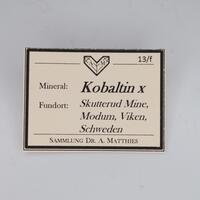 13/f
Mineral: Kobaltin x
Fundort: Skutterud Mine,
Modum, Viken,
Schweden
SAMMLUNG DR. A. MATTHIES